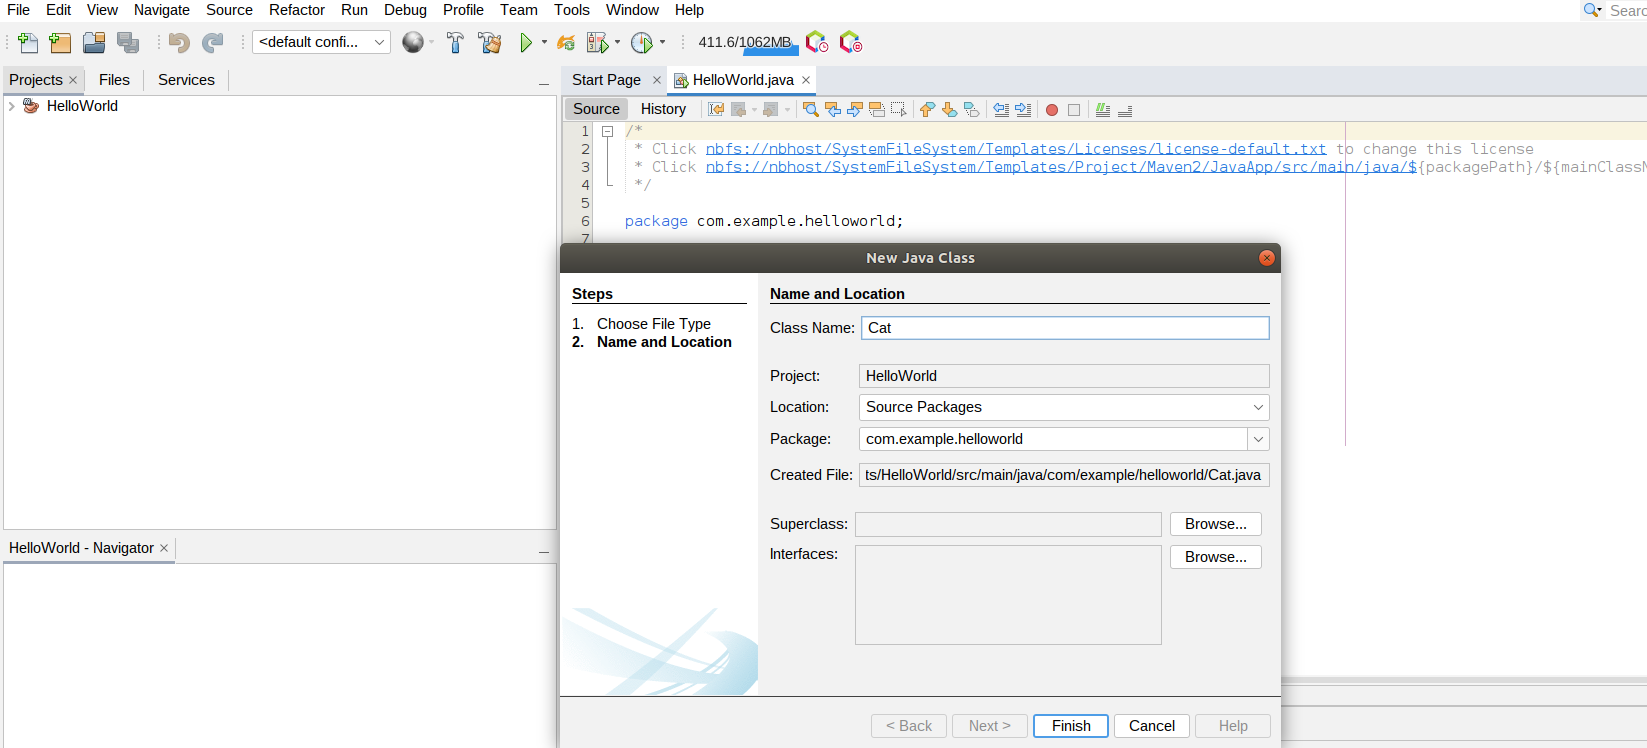 File Edit View Navigate Source Refactor Run Debug Profile Team Tools Window Help
Searc
<default confi...
411.6/1062MB
Projects Files Services
Start Page HelloWorld.java
HelloWorld
Source History
1 /*
2 * Click nbfs://nbhost/SystemFileSystem/Templates/Licenses/license-default.txt to change this license
3 * Click nbfs://nbhost/SystemFileSystem/Templates/Project/Maven2/JavaApp/src/main/java/${packagePath}/${mainClassN
4 */
5
6 package com.example.helloworld;
7
New Java Class
Steps
1. Choose File Type
2. Name and Location
Name and Location
Class Name: Cat
Project: HelloWorld
Location: Source Packages
Package: com.example.helloworld
Created File: ts/HelloWorld/src/main/java/com/example/helloworld/Cat.java
Superclass: Browse...
Interfaces: Browse...
HelloWorld - Navigator
< Back Next > Finish Cancel Help